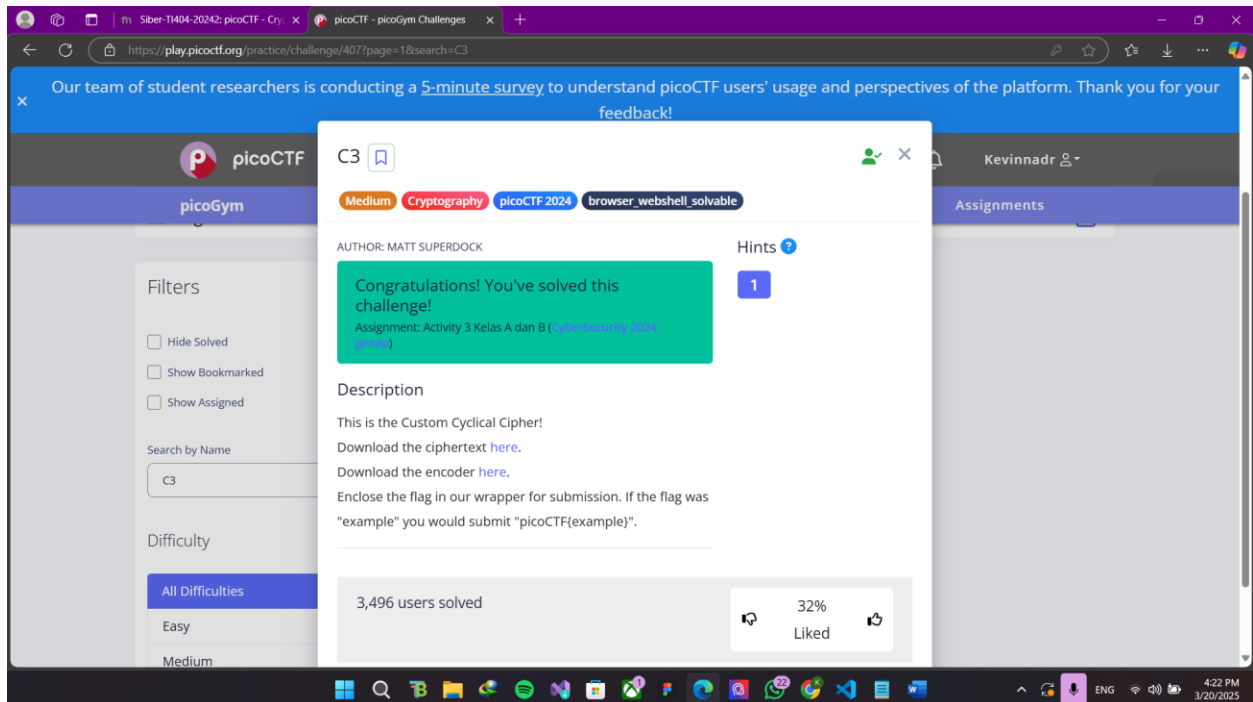 Siber-TI404-20242: picoCTF - Cry
picoCTF - picoGym Challenges
https://play.picoctf.org/practice/challenge/407?page=1&search=C3
Our team of student researchers is conducting a 5-minute survey to understand picoCTF users' usage and perspectives of the platform. Thank you for your
feedback!
picoCTF
Kevinnadr
picoGym
Assignments
C3
Medium Cryptography picoCTF 2024 browser_webshell_solvable
AUTHOR: MATT SUPERDOCK
Hints ?
1
Congratulations! You've solved this
challenge!
Assignment: Activity 3 Kelas A dan B (CyberSecurity 2024
genap)
Description
This is the Custom Cyclical Cipher!
Download the ciphertext here.
Download the encoder here.
Enclose the flag in our wrapper for submission. If the flag was
"example" you would submit "picoCTF{example}".
3,496 users solved
32%
Liked
Filters
Hide Solved
Show Bookmarked
Show Assigned
Search by Name
C3
Difficulty
All Difficulties
Easy
Medium
22
ENG
4:22 PM
3/20/2025